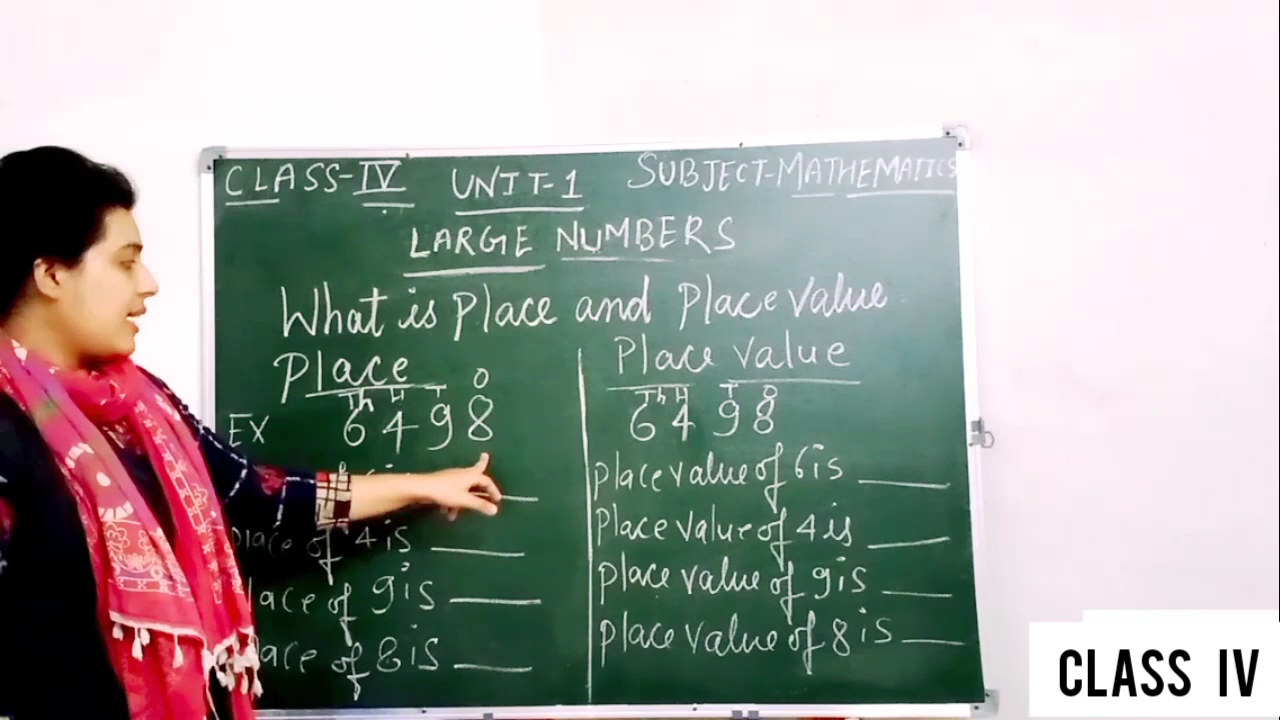 CLASS-IV UNIT-1 SUBJECT-MATHEMATICS
LARGE NUMBERS
What is place and Place value
Place
Th H T O
EX 6 4 9 8
place of 4 is ____
place of 9 is ____
place of 8 is ____
Place value
Th H T O
6 4 9 8
place value of 6 is ____
place value of 4 is ____
place value of 9 is ____
place value of 8 is ____
CLASS IV